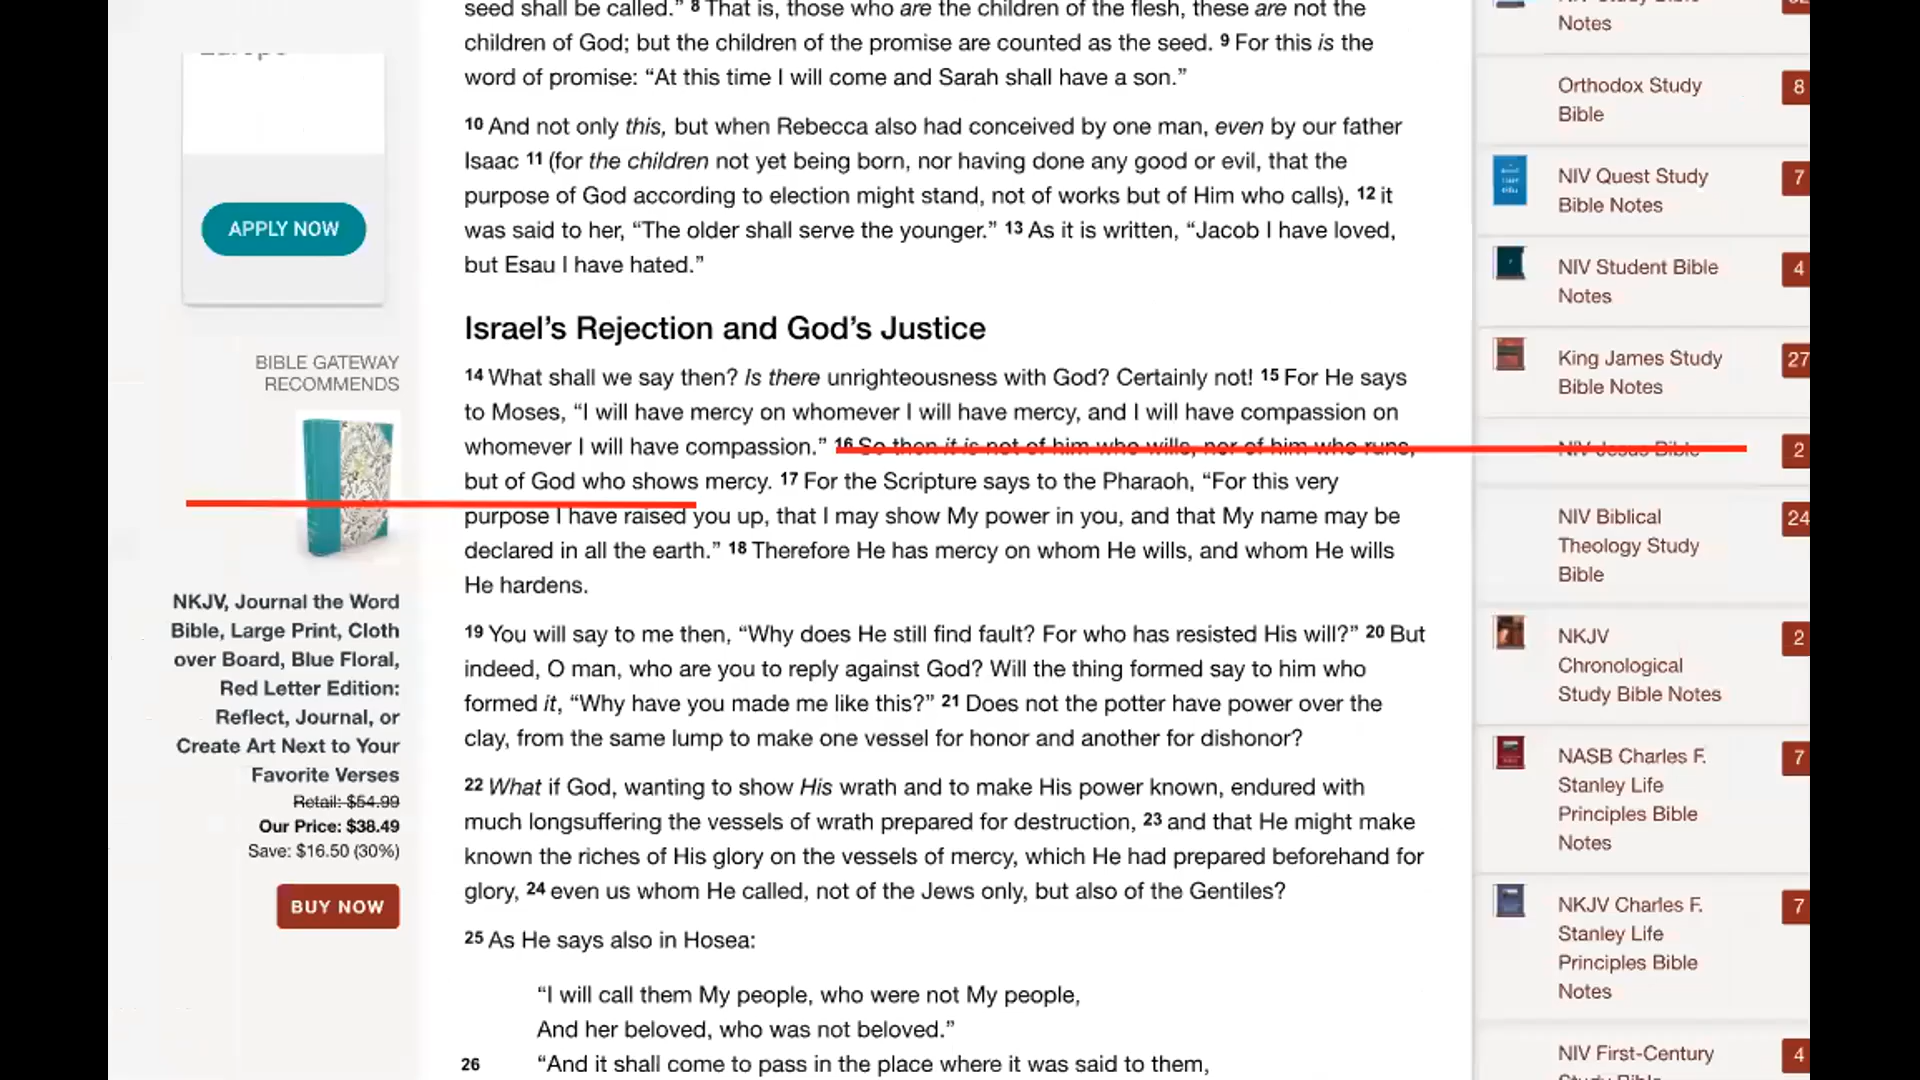 Europe
APPLY NOW
BIBLE GATEWAY
RECOMMENDS
NKJV, Journal the Word
Bible, Large Print, Cloth
over Board, Blue Floral,
Red Letter Edition:
Reflect, Journal, or
Create Art Next to Your
Favorite Verses
Retail: $54.99
Our Price: $38.49
Save: $16.50 (30%)
BUY NOW
seed shall be called.” 8 That is, those who are the children of the flesh, these are not the
children of God; but the children of the promise are counted as the seed. 9 For this is the
word of promise: “At this time I will come and Sarah shall have a son.”
10 And not only this, but when Rebecca also had conceived by one man, even by our father
Isaac 11 (for the children not yet being born, nor having done any good or evil, that the
purpose of God according to election might stand, not of works but of Him who calls), 12 it
was said to her, “The older shall serve the younger.” 13 As it is written, “Jacob I have loved,
but Esau I have hated.”
Israel’s Rejection and God’s Justice
14 What shall we say then? Is there unrighteousness with God? Certainly not! 15 For He says
to Moses, “I will have mercy on whomever I will have mercy, and I will have compassion on
whomever I will have compassion.” 16 So then it is not of him who wills, nor of him who runs,
but of God who shows mercy. 17 For the Scripture says to the Pharaoh, “For this very
purpose I have raised you up, that I may show My power in you, and that My name may be
declared in all the earth.” 18 Therefore He has mercy on whom He wills, and whom He wills
He hardens.
19 You will say to me then, “Why does He still find fault? For who has resisted His will?” 20 But
indeed, O man, who are you to reply against God? Will the thing formed say to him who
formed it, “Why have you made me like this?” 21 Does not the potter have power over the
clay, from the same lump to make one vessel for honor and another for dishonor?
22 What if God, wanting to show His wrath and to make His power known, endured with
much longsuffering the vessels of wrath prepared for destruction, 23 and that He might make
known the riches of His glory on the vessels of mercy, which He had prepared beforehand for
glory, 24 even us whom He called, not of the Jews only, but also of the Gentiles?
25 As He says also in Hosea:
“I will call them My people, who were not My people,
And her beloved, who was not beloved.”
26 “And it shall come to pass in the place where it was said to them,
NIV Study Bible
Notes
Orthodox Study
Bible
8
NIV Quest Study
Bible Notes
7
NIV Student Bible
Notes
4
King James Study
Bible Notes
27
NIV Jesus Bible
2
NIV Biblical
Theology Study
Bible
24
NKJV
Chronological
Study Bible Notes
2
NASB Charles F.
Stanley Life
Principles Bible
Notes
7
NKJV Charles F.
Stanley Life
Principles Bible
Notes
7
NIV First-Century
Study Bible
4